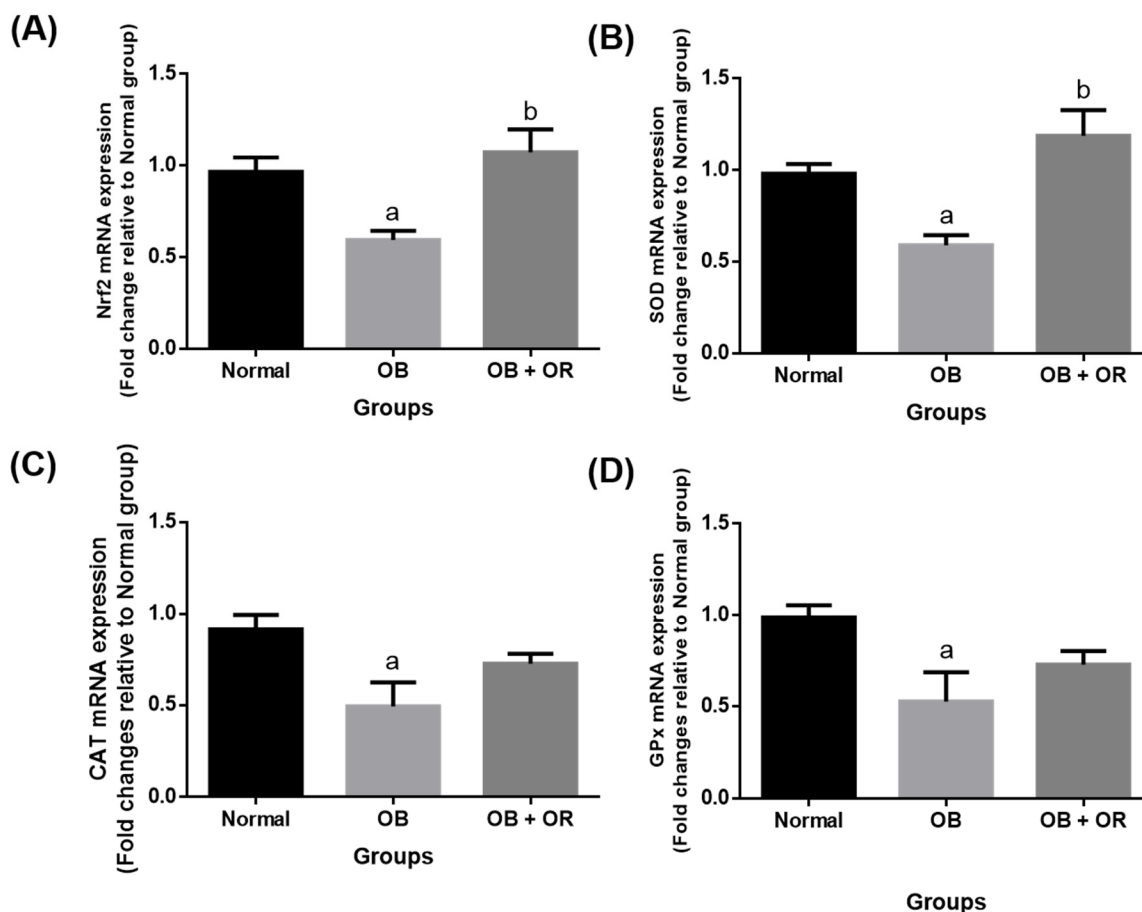 (A)
Nrf2 mRNA expression
(Fold change relative to Normal group)
1.5
1.0
0.5
0.0
a
b
Normal
OB
OB + OR
Groups
(B)
SOD mRNA expression
(Fold change relative to Normal group)
1.5
1.0
0.5
0.0
a
b
Normal
OB
OB + OR
Groups
(C)
CAT mRNA expression
(Fold changes relative to Normal group)
1.5
1.0
0.5
0.0
a
Normal
OB
OB + OR
Groups
(D)
GPx mRNA expression
(Fold changes relative to Normal group)
1.5
1.0
0.5
0.0
a
Normal
OB
OB + OR
Groups